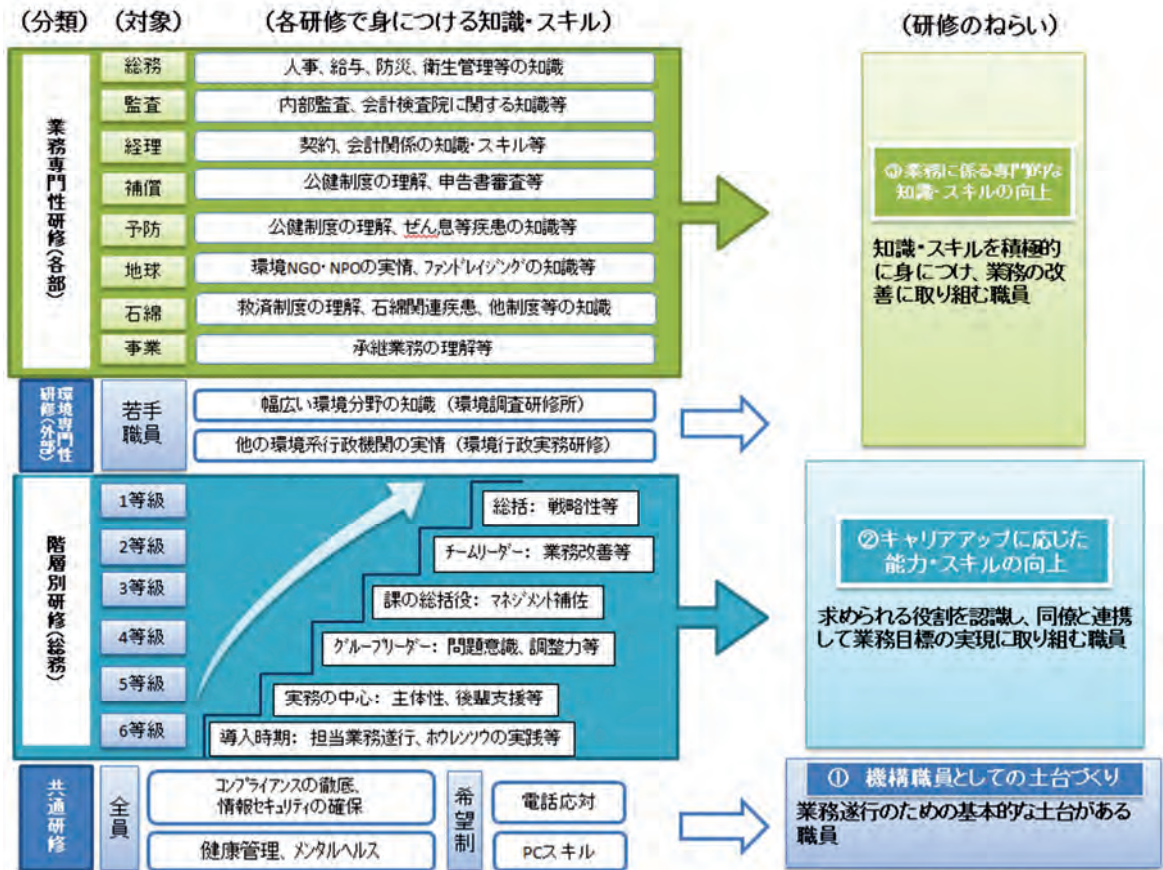 (分類) (対象) (各研修で身につける知識・スキル) (研修のねらい)
業務専門性研修(各部)
総務 人事、給与、防災、衛生管理等の知識
監査 内部監査、会計検査院に関する知識等
経理 契約、会計関係の知識・スキル等
補償 公健制度の理解、申告書審査等
予防 公健制度の理解、ぜん息等疾患の知識等
地球 環境NGO・NPOの実情、ファンドレイジングの知識等
石綿 救済制度の理解、石綿関連疾患、他制度等の知識
事業 承継業務の理解等
③業務に係る専門的な
知識・スキルの向上
知識・スキルを積極的
に身につけ、業務の改
善に取り組む職員
環境専門性
研修(外部)
若手
職員
幅広い環境分野の知識 (環境調査研修所)
他の環境系行政機関の実情 (環境行政実務研修)
階層別研修(総務)
1等級
2等級
3等級
4等級
5等級
6等級
総括: 戦略性等
チームリーダー: 業務改善等
課の総括役: マネジメント補佐
グループリーダー: 問題意識、調整力等
実務の中心: 主体性、後輩支援等
導入時期: 担当業務遂行、ホウレンソウの実践等
②キャリアアップに応じた
能力・スキルの向上
求められる役割を認識し、同僚と連携
して業務目標の実現に取り組む職員
共通研修
全員
コンプライアンスの徹底、
情報セキュリティの確保
健康管理、メンタルヘルス
希望制
電話応対
PCスキル
① 機構職員としての土台づくり
業務遂行のための基本的な土台がある
職員